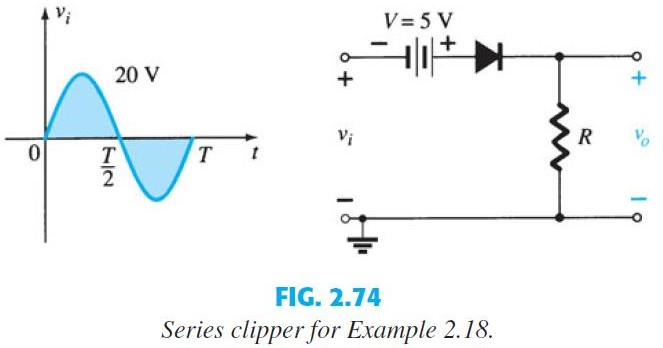 vi
20 V
0
T/2
T
t
V = 5 V
− +
+
+
vi
R
vo
−
−
FIG. 2.74
Series clipper for Example 2.18.